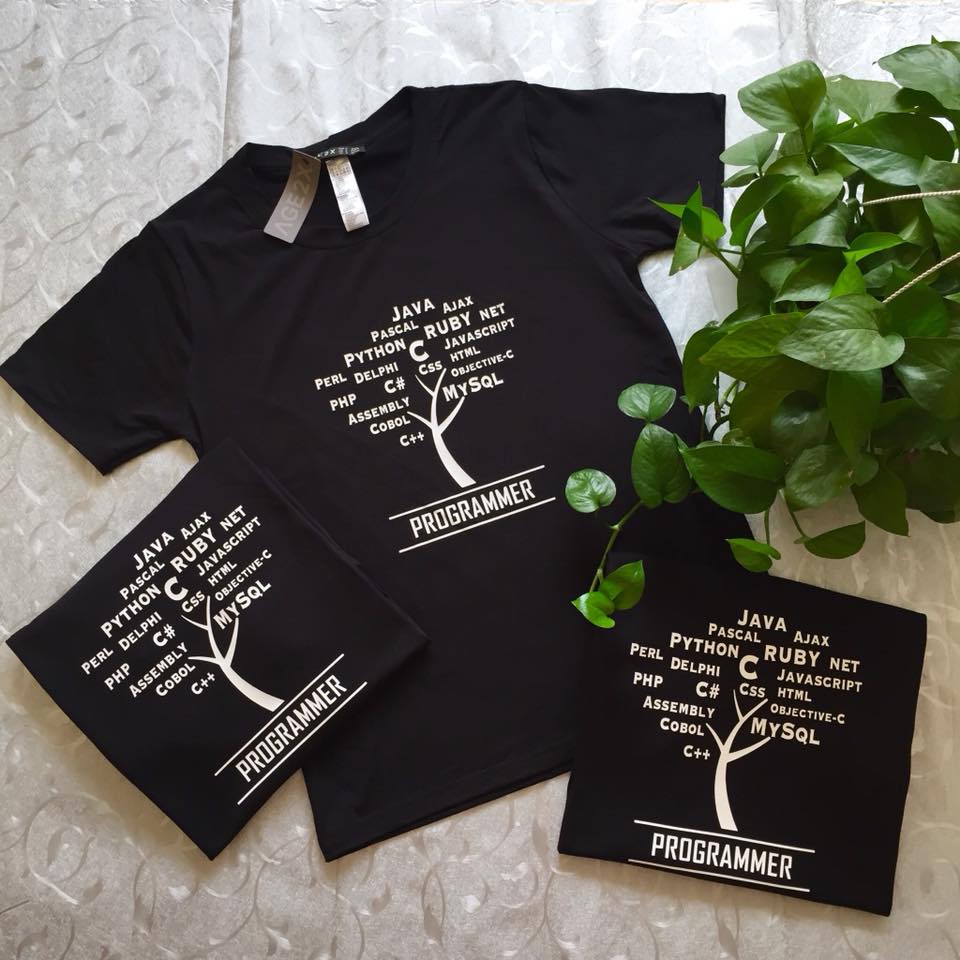 AGE2X
JAVA AJAX
PASCAL RUBY NET
PYTHON C JAVASCRIPT
PERL DELPHI CSS HTML
PHP C# OBJECTIVE-C
ASSEMBLY MYSQL
COBOL
C++
PROGRAMMER
JAVA AJAX
PASCAL RUBY NET
PYTHON C JAVASCRIPT
PERL DELPHI CSS HTML
PHP C# OBJECTIVE-C
ASSEMBLY MYSQL
COBOL
C++
PROGRAMMER
JAVA AJAX
PASCAL RUBY NET
PYTHON C JAVASCRIPT
PERL DELPHI CSS HTML
PHP C# OBJECTIVE-C
ASSEMBLY MYSQL
COBOL
C++
PROGRAMMER